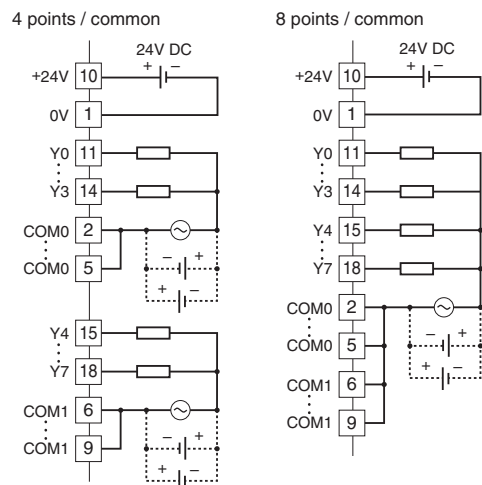 4 points / common
24V DC
+ –
+24V 10
0V 1
Y0 11
Y3 14
COM0 2
COM0 5
– +
+ –
Y4 15
Y7 18
COM1 6
COM1 9
– +
+ –
8 points / common
24V DC
+ –
+24V 10
0V 1
Y0 11
Y3 14
Y4 15
Y7 18
COM0 2
COM0 5
COM1 6
COM1 9
– +
+ –